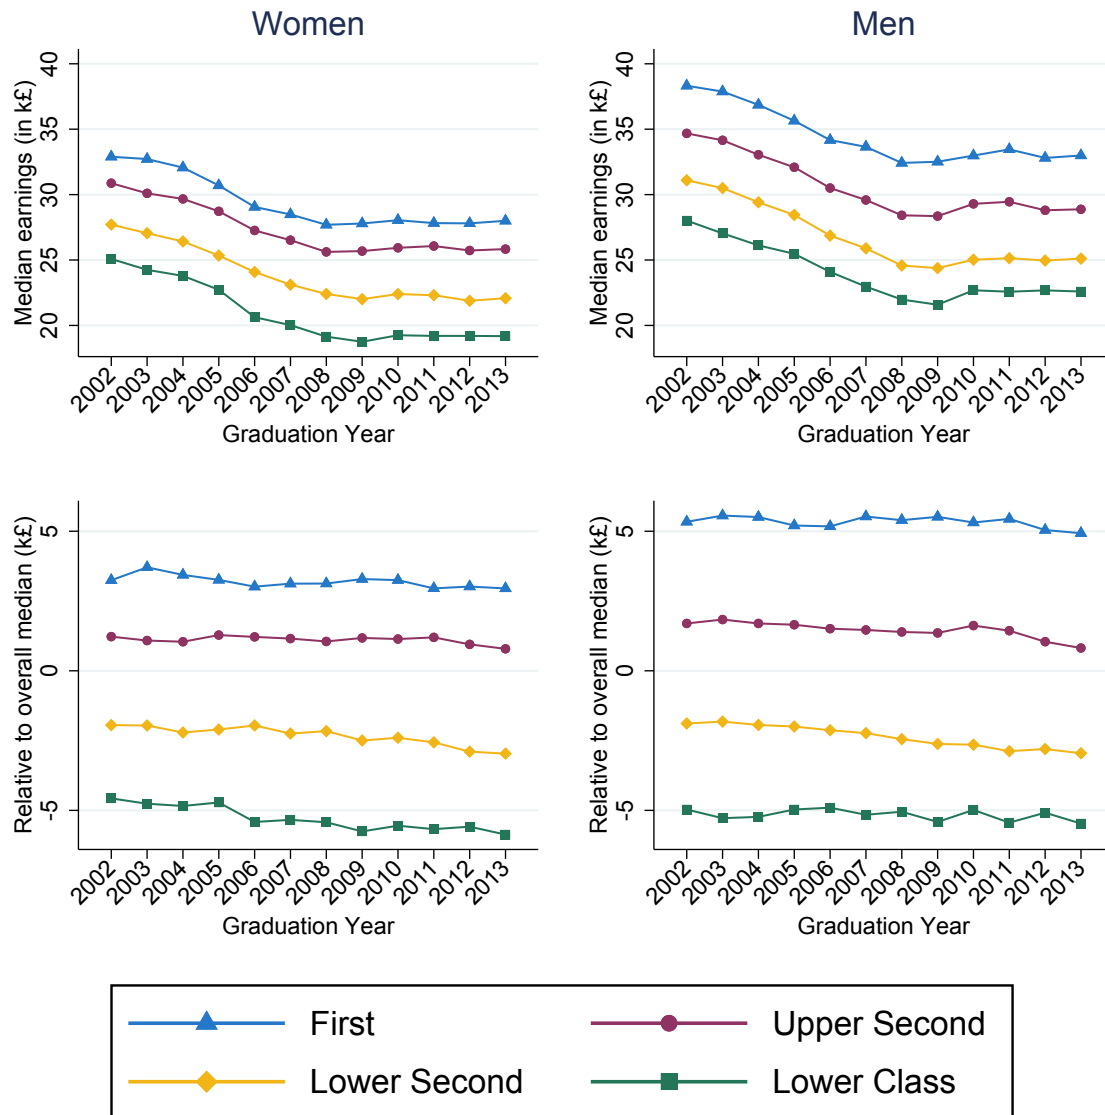 Women
Men
Median earnings (in k£)
40
35
30
25
20
2002 2003 2004 2005 2006 2007 2008 2009 2010 2011 2012 2013
Graduation Year
Median earnings (in k£)
40
35
30
25
20
2002 2003 2004 2005 2006 2007 2008 2009 2010 2011 2012 2013
Graduation Year
Relative to overall median (k£)
5
0
-5
2002 2003 2004 2005 2006 2007 2008 2009 2010 2011 2012 2013
Graduation Year
Relative to overall median (k£)
5
0
-5
2002 2003 2004 2005 2006 2007 2008 2009 2010 2011 2012 2013
Graduation Year
First
Upper Second
Lower Second
Lower Class